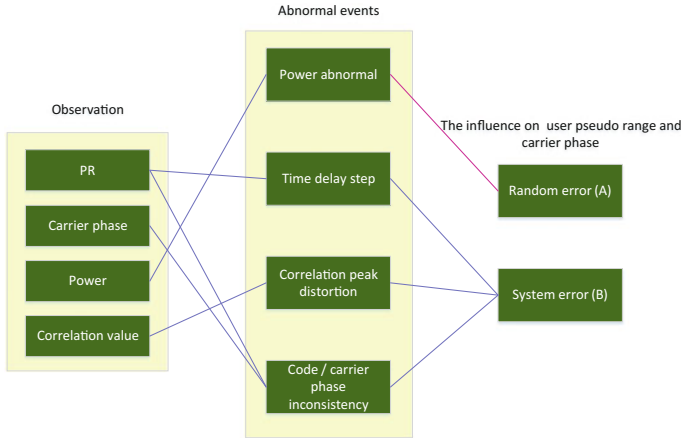 Abnormal events
Observation
PR
Carrier phase
Power
Correlation value
Power abnormal
Time delay step
Correlation peak
distortion
Code / carrier
phase
inconsistency
The influence on user pseudo range and
carrier phase
Random error (A)
System error (B)